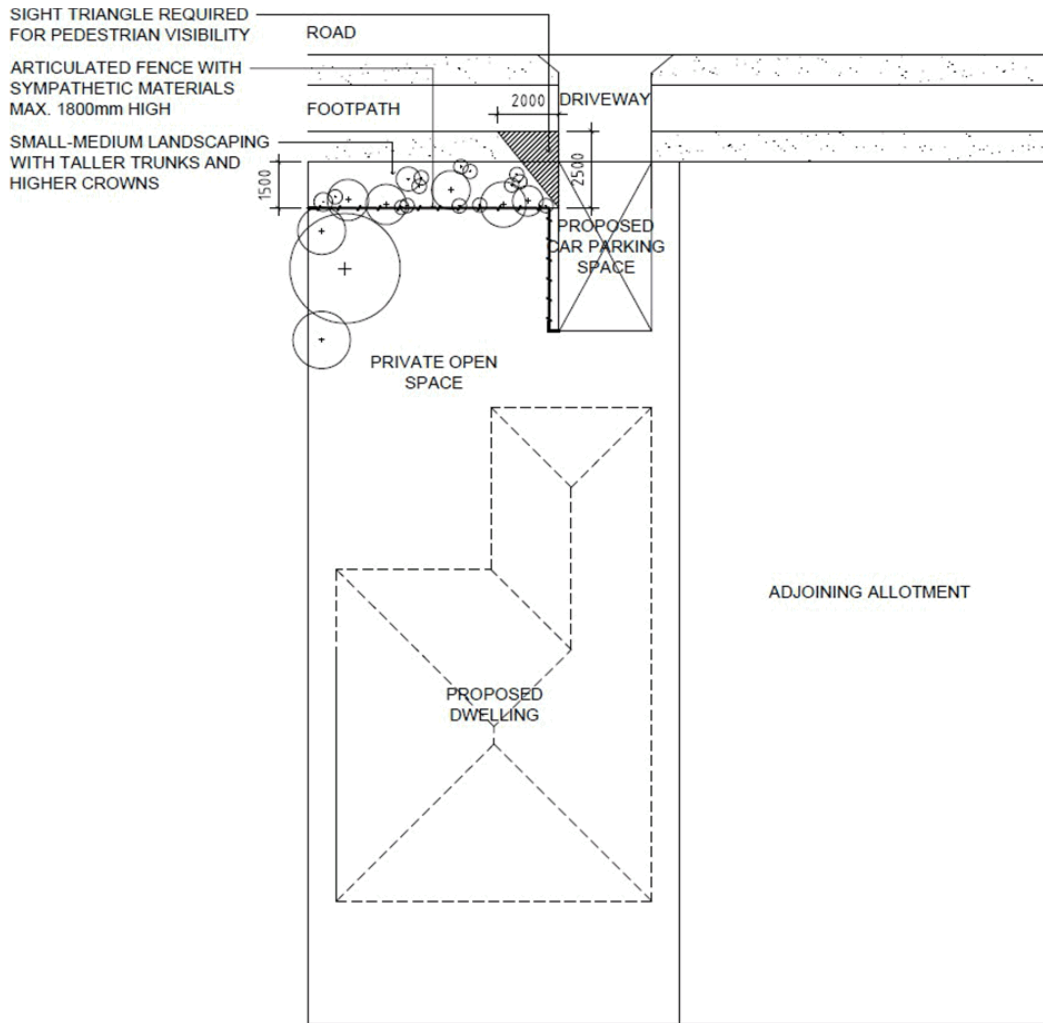 SIGHT TRIANGLE REQUIRED
FOR PEDESTRIAN VISIBILITY
ROAD
ARTICULATED FENCE WITH
SYMPATHETIC MATERIALS
MAX. 1800mm HIGH
2000
DRIVEWAY
FOOTPATH
SMALL-MEDIUM LANDSCAPING
WITH TALLER TRUNKS AND
HIGHER CROWNS
1500
2500
PROPOSED
CAR PARKING
SPACE
PRIVATE OPEN
SPACE
ADJOINING ALLOTMENT
PROPOSED
DWELLING